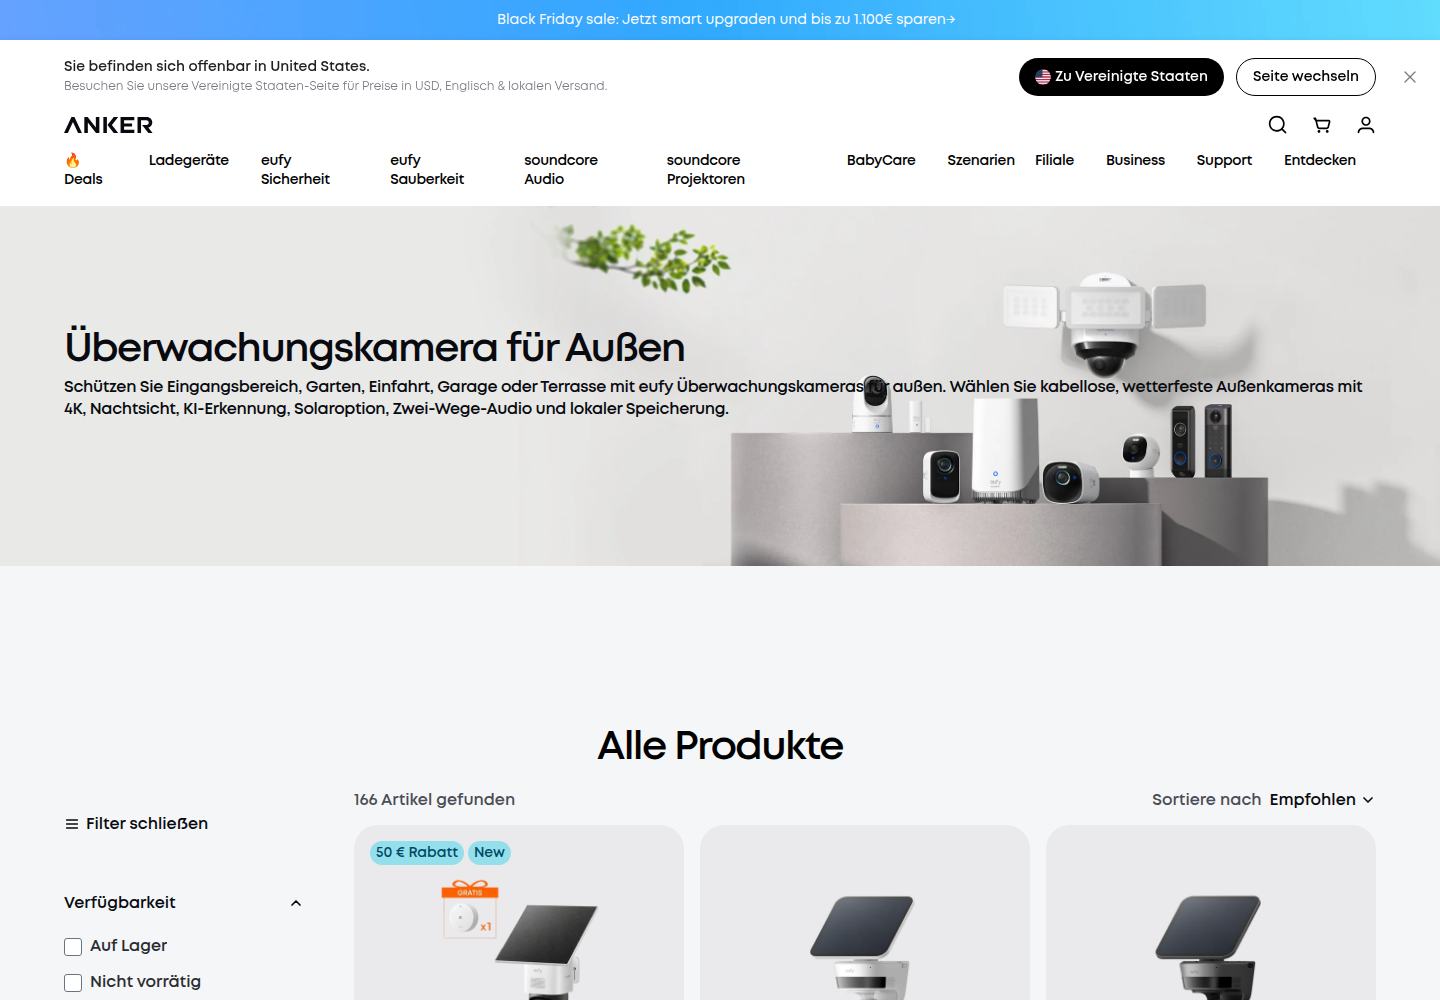 Black Friday sale: Jetzt smart upgraden und bis zu 1.100€ sparen→
Sie befinden sich offenbar in United States.
Besuchen Sie unsere Vereinigte Staaten-Seite für Preise in USD, Englisch & lokalen Versand.
Zu Vereinigte Staaten
Seite wechseln
ANKER
🔥 Deals
Ladegeräte
eufy Sicherheit
eufy Sauberkeit
soundcore Audio
soundcore Projektoren
BabyCare
Szenarien
Filiale
Business
Support
Entdecken
Überwachungskamera für Außen
Schützen Sie Eingangsbereich, Garten, Einfahrt, Garage oder Terrasse mit eufy Überwachungskameras für außen. Wählen Sie kabellose, wetterfeste Außenkameras mit
4K, Nachtsicht, KI-Erkennung, Solaroption, Zwei-Wege-Audio und lokaler Speicherung.
eufy
Alle Produkte
166 Artikel gefunden
Sortiere nach Empfohlen
Filter schließen
50 € Rabatt
New
GRATIS
x1
Verfügbarkeit
Auf Lager
Nicht vorrätig
eufy
eufy
eufy